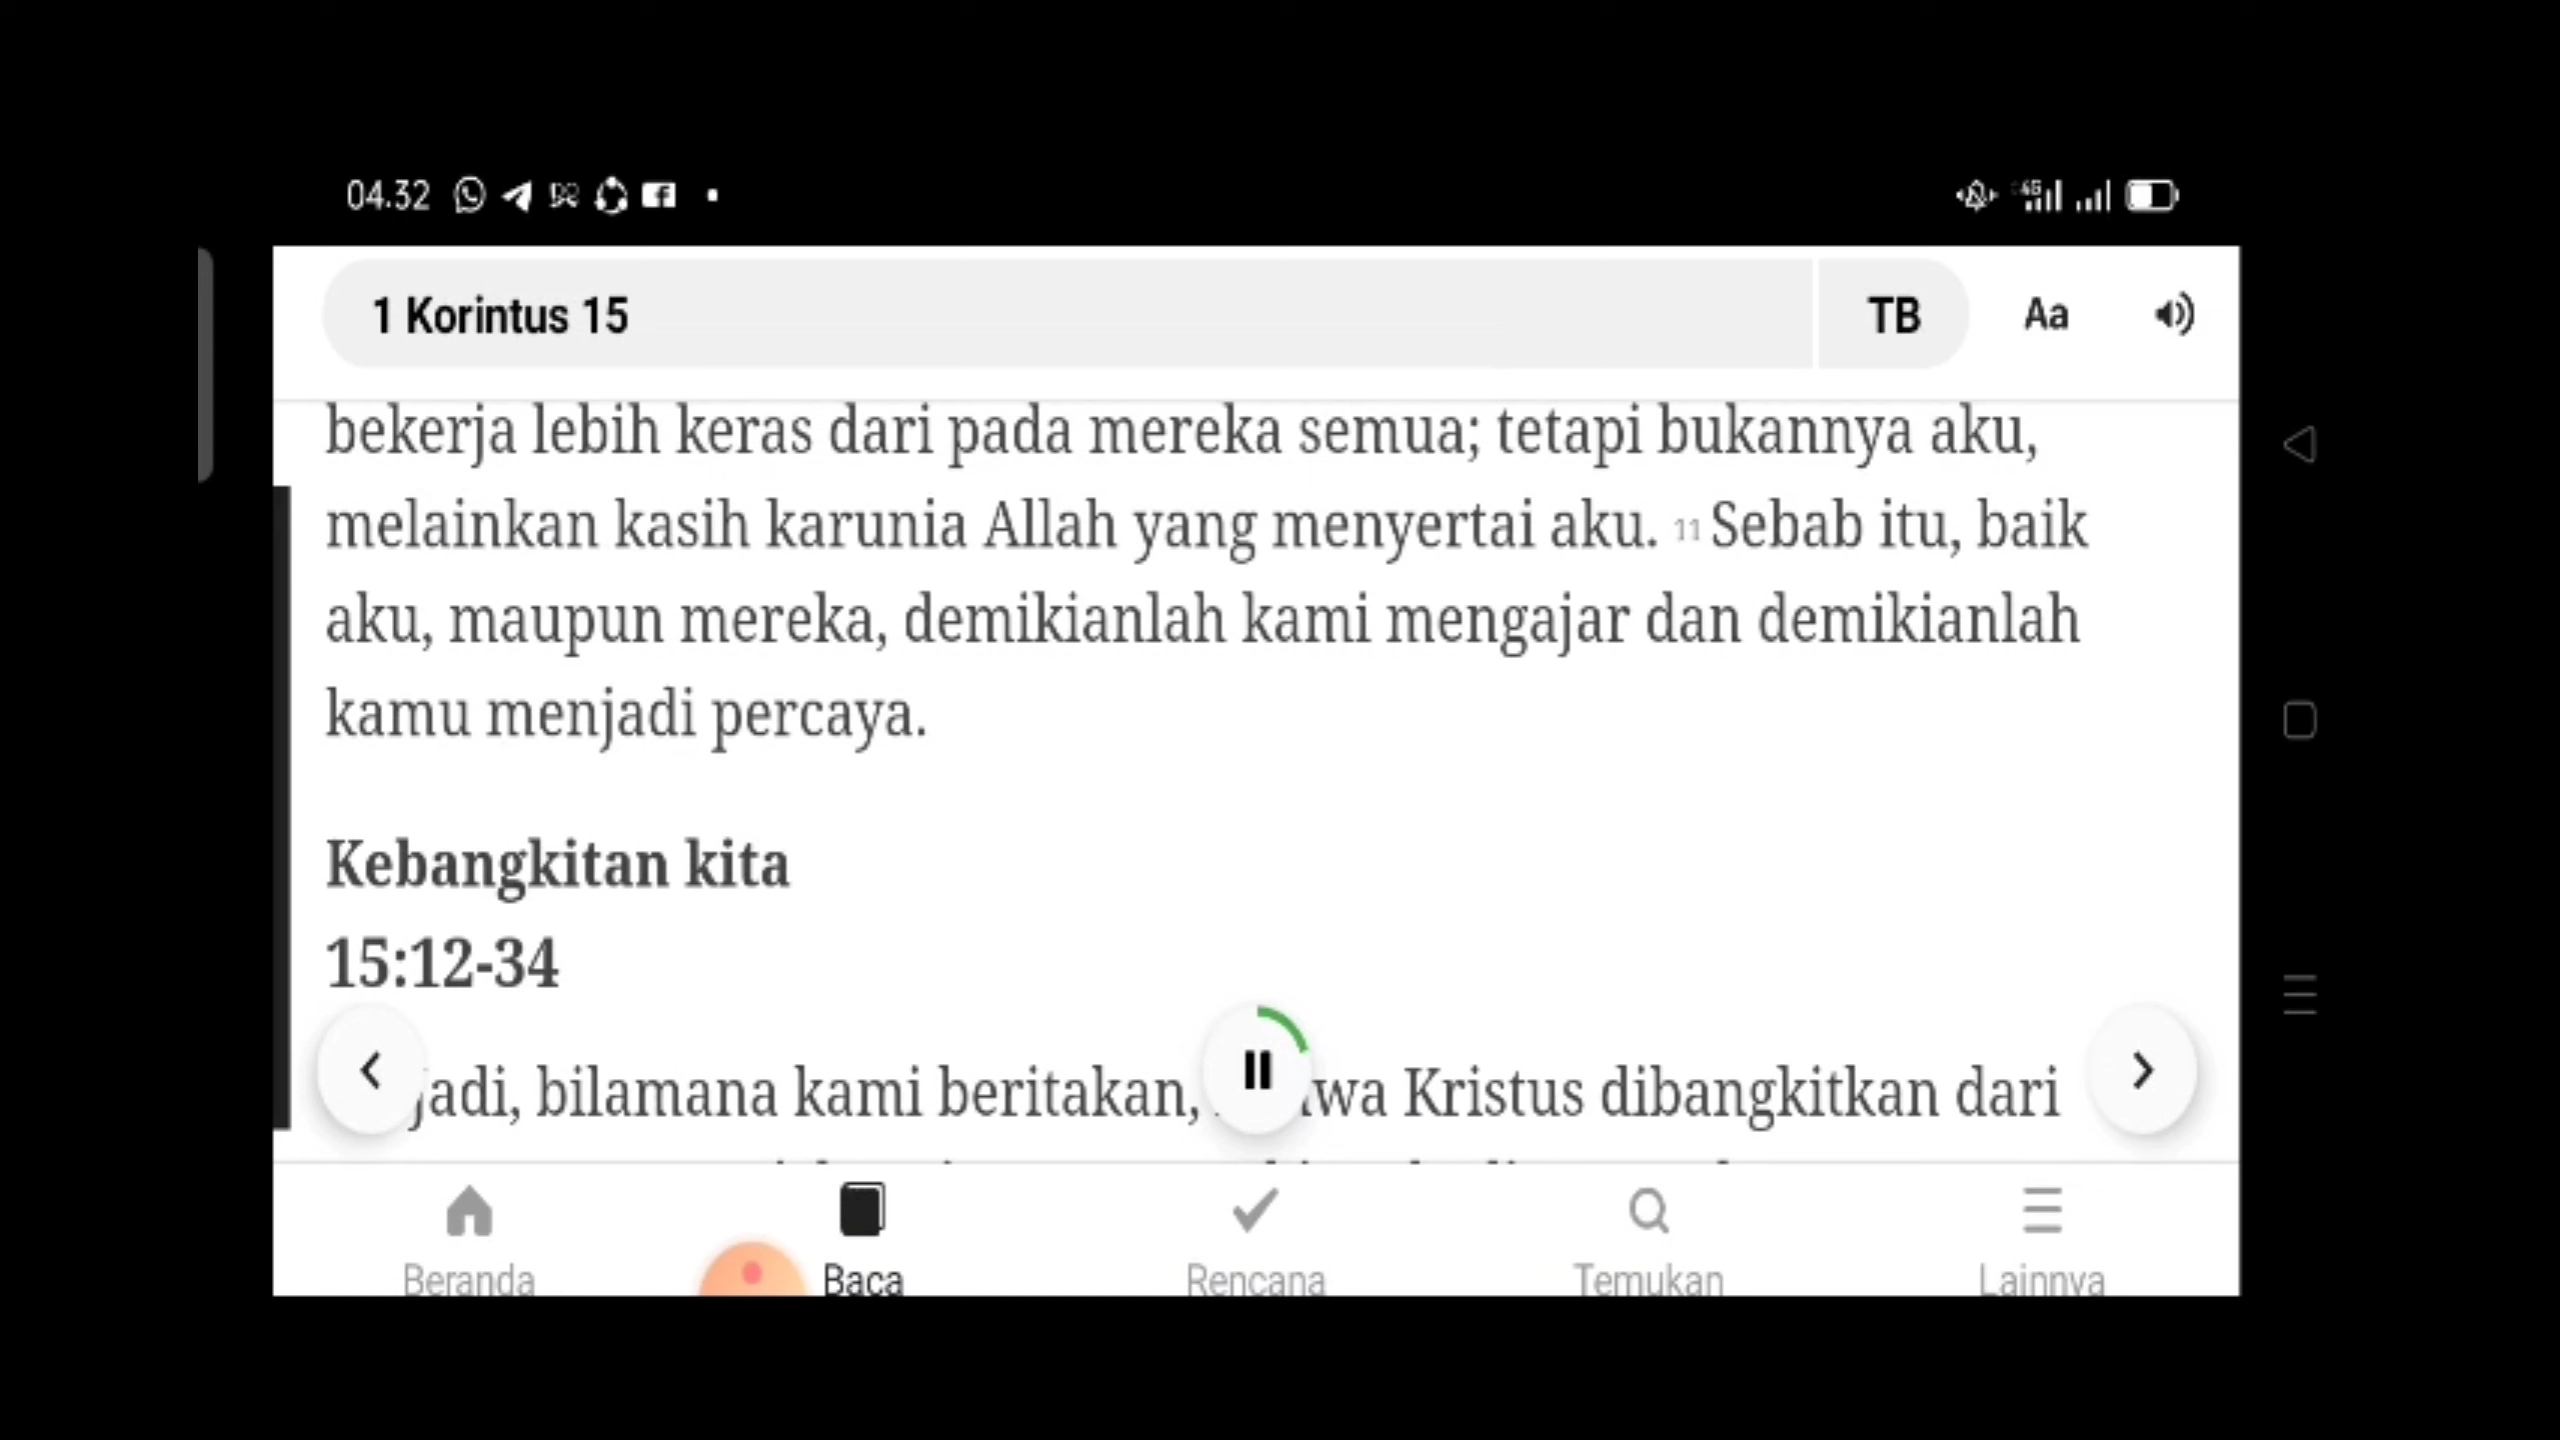 04.32
4G
1 Korintus 15
TB
Aa
bekerja lebih keras dari pada mereka semua; tetapi bukannya aku,
melainkan kasih karunia Allah yang menyertai aku. 11 Sebab itu, baik
aku, maupun mereka, demikianlah kami mengajar dan demikianlah
kamu menjadi percaya.
Kebangkitan kita
15:12-34
Jadi, bilamana kami beritakan, Kristus dibangkitkan dari
Beranda
Baca
Rencana
Temukan
Lainnya